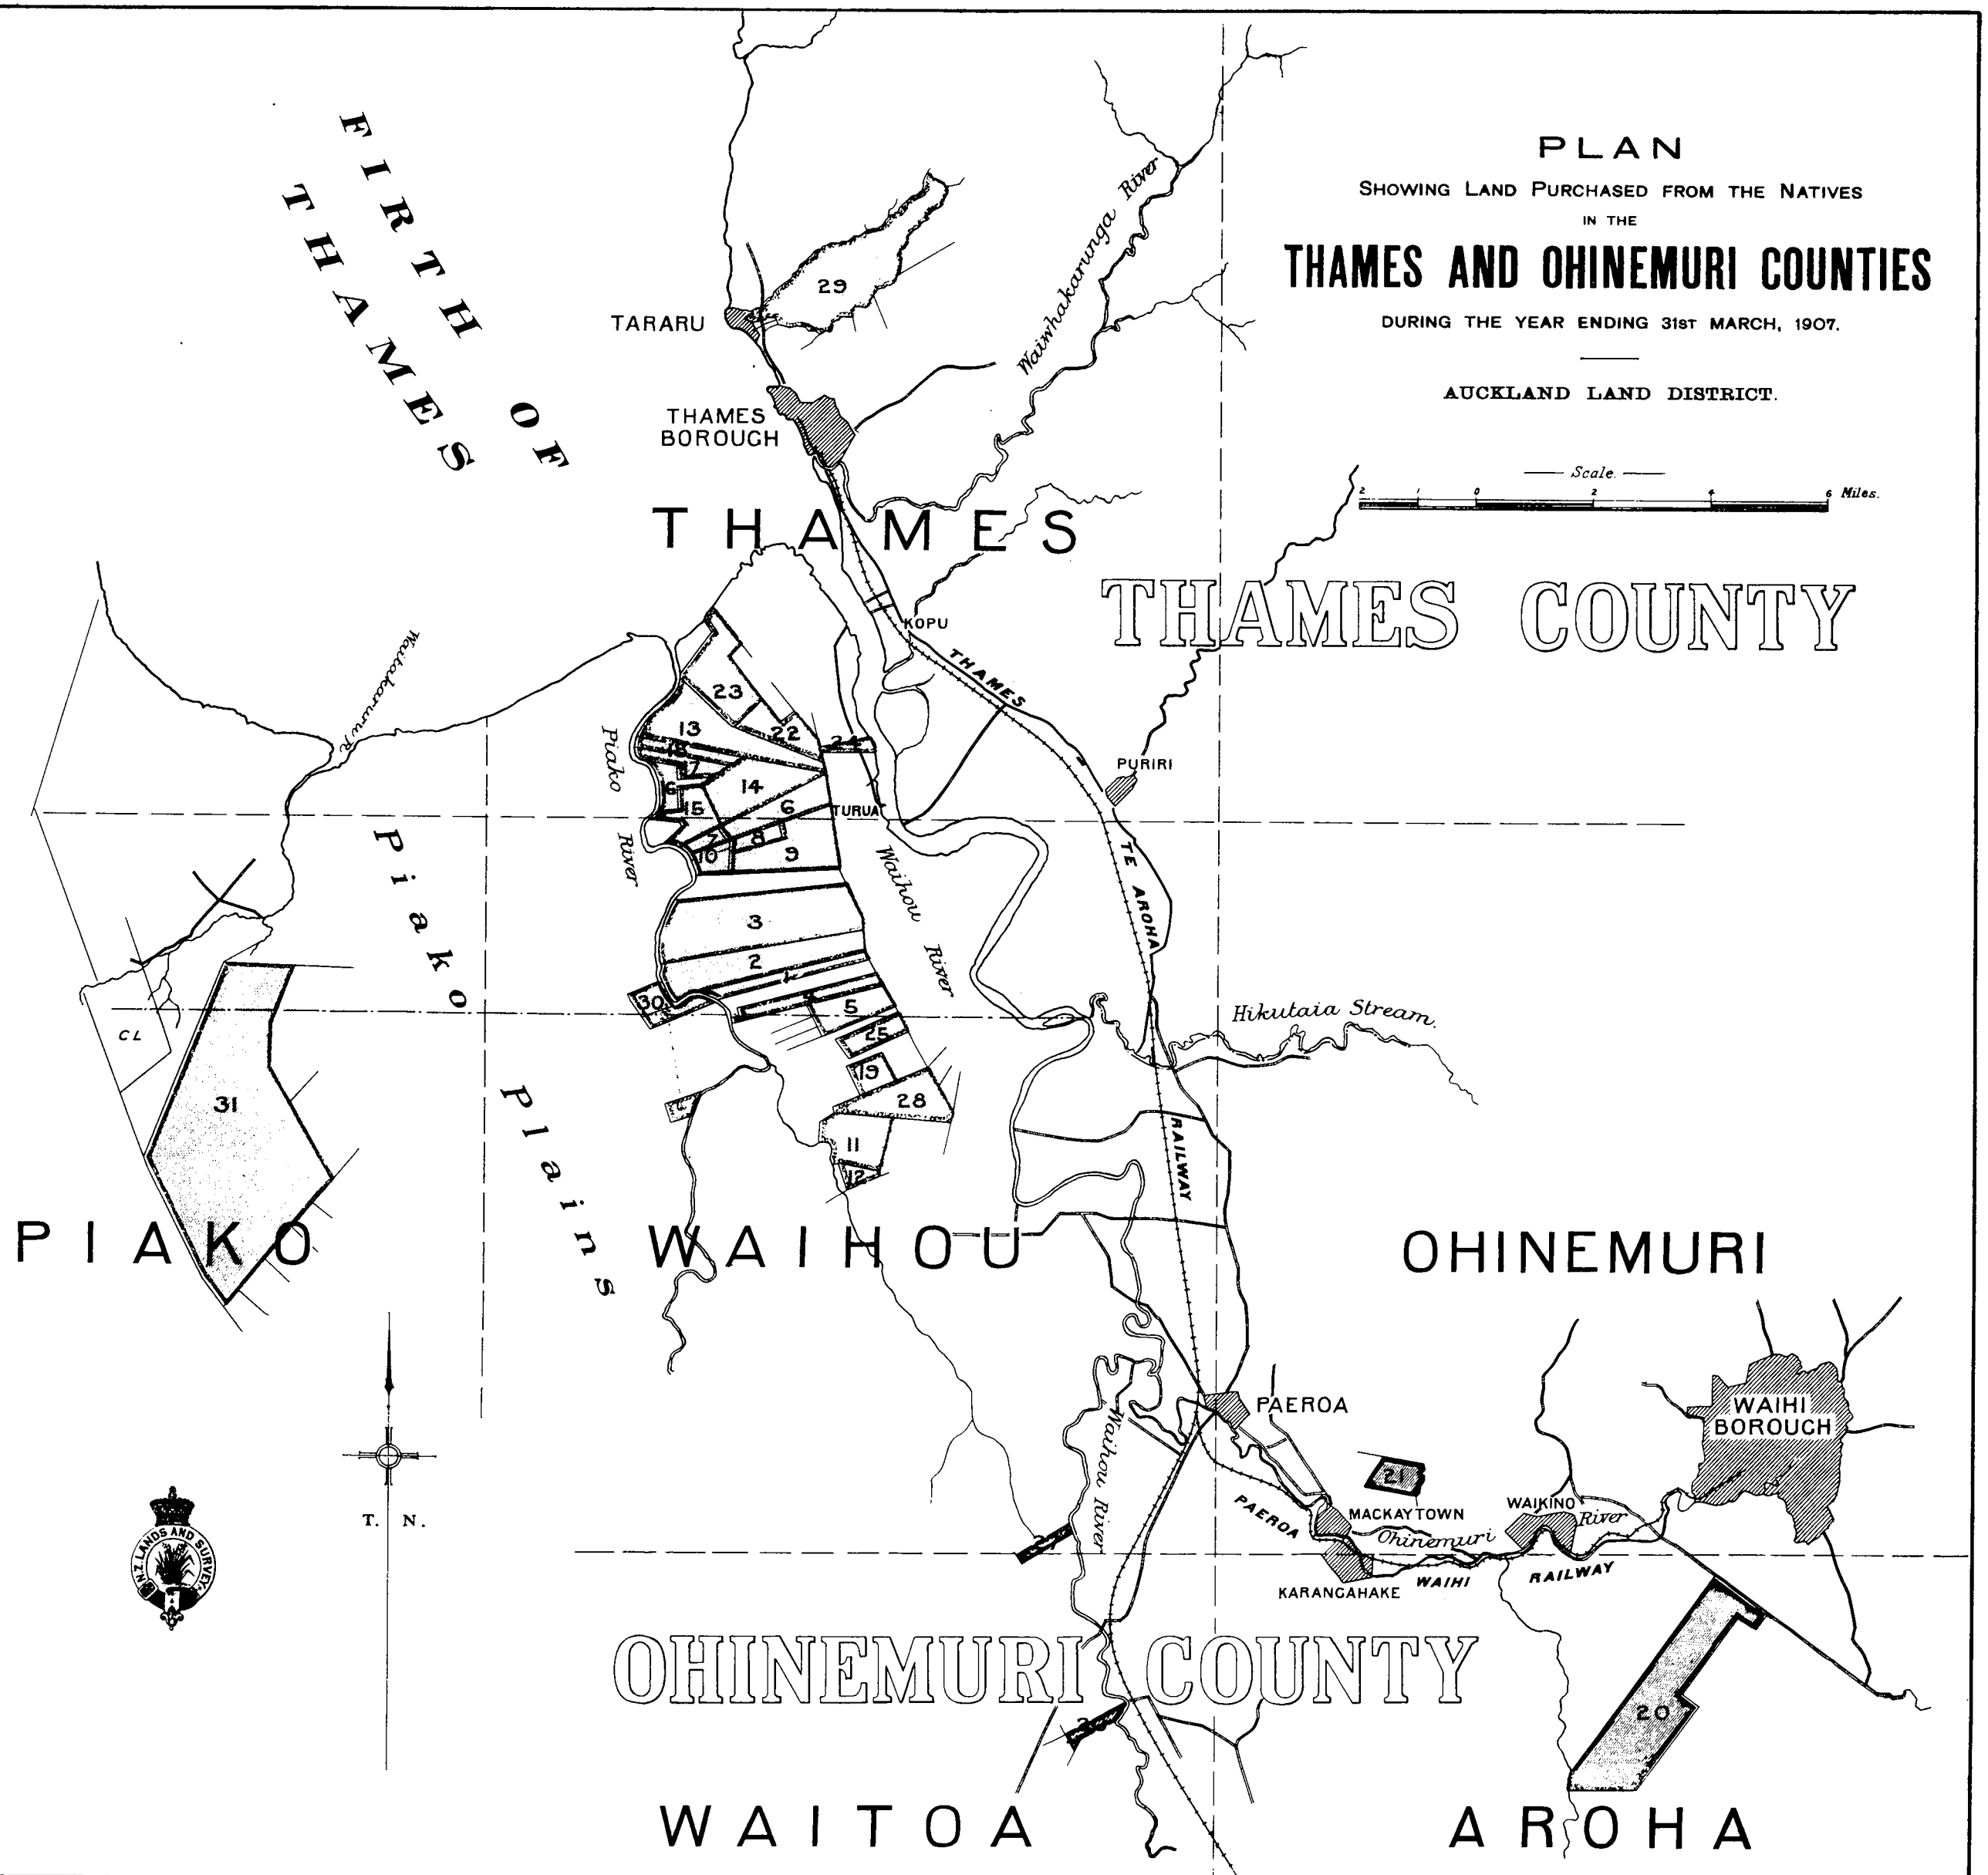 PLAN
SHOWING LAND PURCHASED FROM THE NATIVES
IN THE
THAMES AND OHINEMURI COUNTIES
DURING THE YEAR ENDING 31ST MARCH, 1907.
AUCKLAND LAND DISTRICT.
Scale.
2 1 0 2 4 6 Miles.
FIRTH OF
THAMES
Waiwhakarunga River
29
TARARU
THAMES
BOROUGH
THAMES
THAMES COUNTY
KOPU
THAMES
Waitakaruru R.
23
13
22
24
18
17
14
16
15
6
Piako
River
TURUA
PURIRI
7
8
10
9
TE AROHA
Waihou
River
Piako
3
2
1
30
4
5
25
Hikutaia Stream.
CL
31
19
28
11
12
Plains
RAILWAY
PIAKO
WAIHOU
OHINEMURI
PAEROA
WAIHI
BOROUGH
Waihou River
21
MACKAYTOWN
WAIKINO
River
PAEROA
Ohinemuri
KARANGAHAKE
WAIHI
RAILWAY
T. N.
N.Z. LANDS AND SURVEY.
OHINEMURI COUNTY
20
WAITOA
AROHA